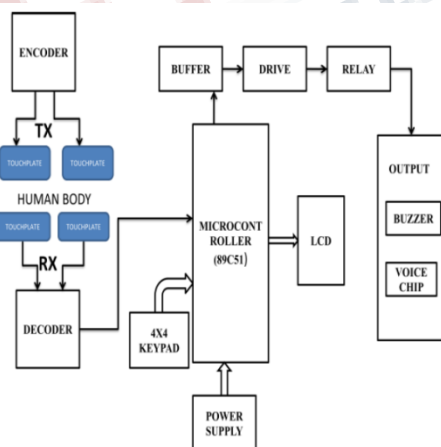 ENCODER
TX
TOUCHPLATE
TOUCHPLATE
HUMAN BODY
TOUCHPLATE
TOUCHPLATE
RX
DECODER
BUFFER
DRIVE
RELAY
MICROCONT
ROLLER
(89C51)
4X4
KEYPAD
POWER
SUPPLY
LCD
OUTPUT
BUZZER
VOICE
CHIP